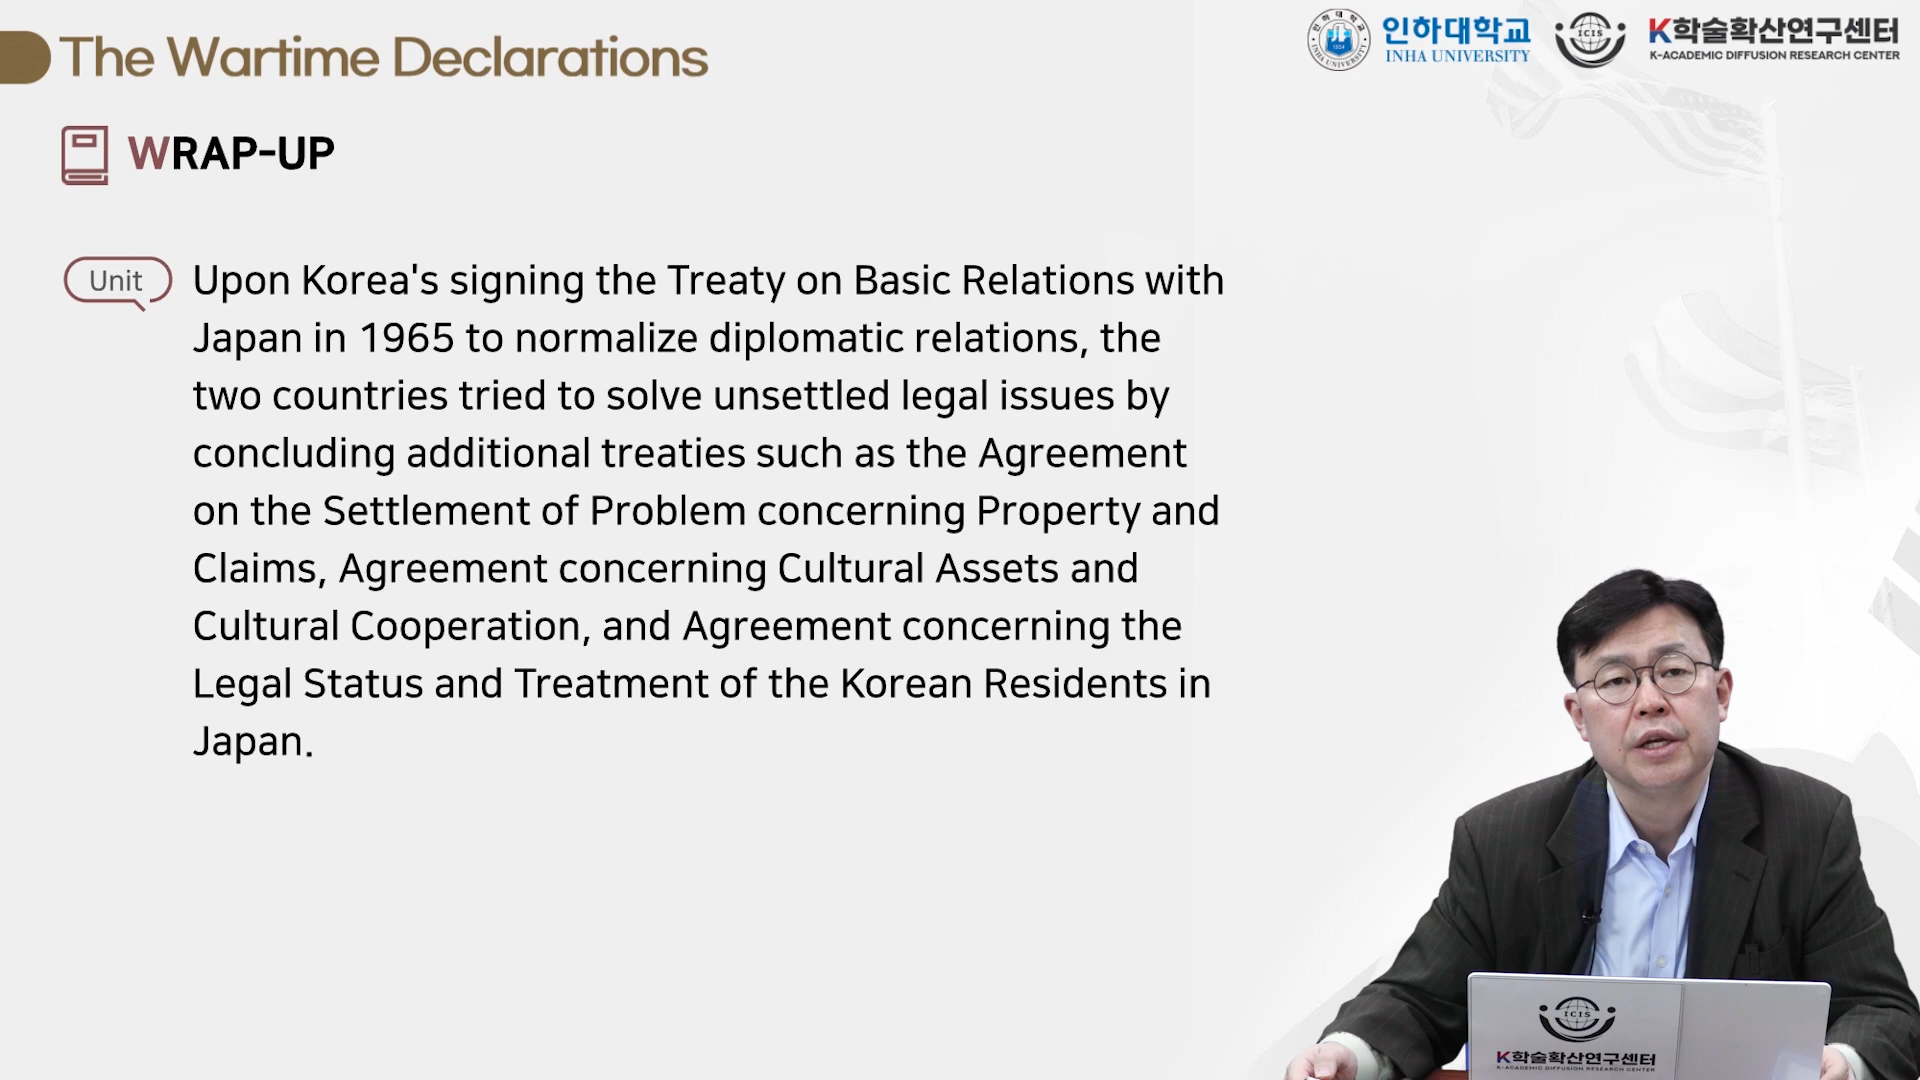 The Wartime Declarations
인하대학교
INHA UNIVERSITY
ICIS
K학술확산연구센터
K-ACADEMIC DIFFUSION RESEARCH CENTER
WRAP-UP
Unit
Upon Korea's signing the Treaty on Basic Relations with
Japan in 1965 to normalize diplomatic relations, the
two countries tried to solve unsettled legal issues by
concluding additional treaties such as the Agreement
on the Settlement of Problem concerning Property and
Claims, Agreement concerning Cultural Assets and
Cultural Cooperation, and Agreement concerning the
Legal Status and Treatment of the Korean Residents in
Japan.
ICIS
K학술확산연구센터
K-ACADEMIC DIFFUSION RESEARCH CENTER